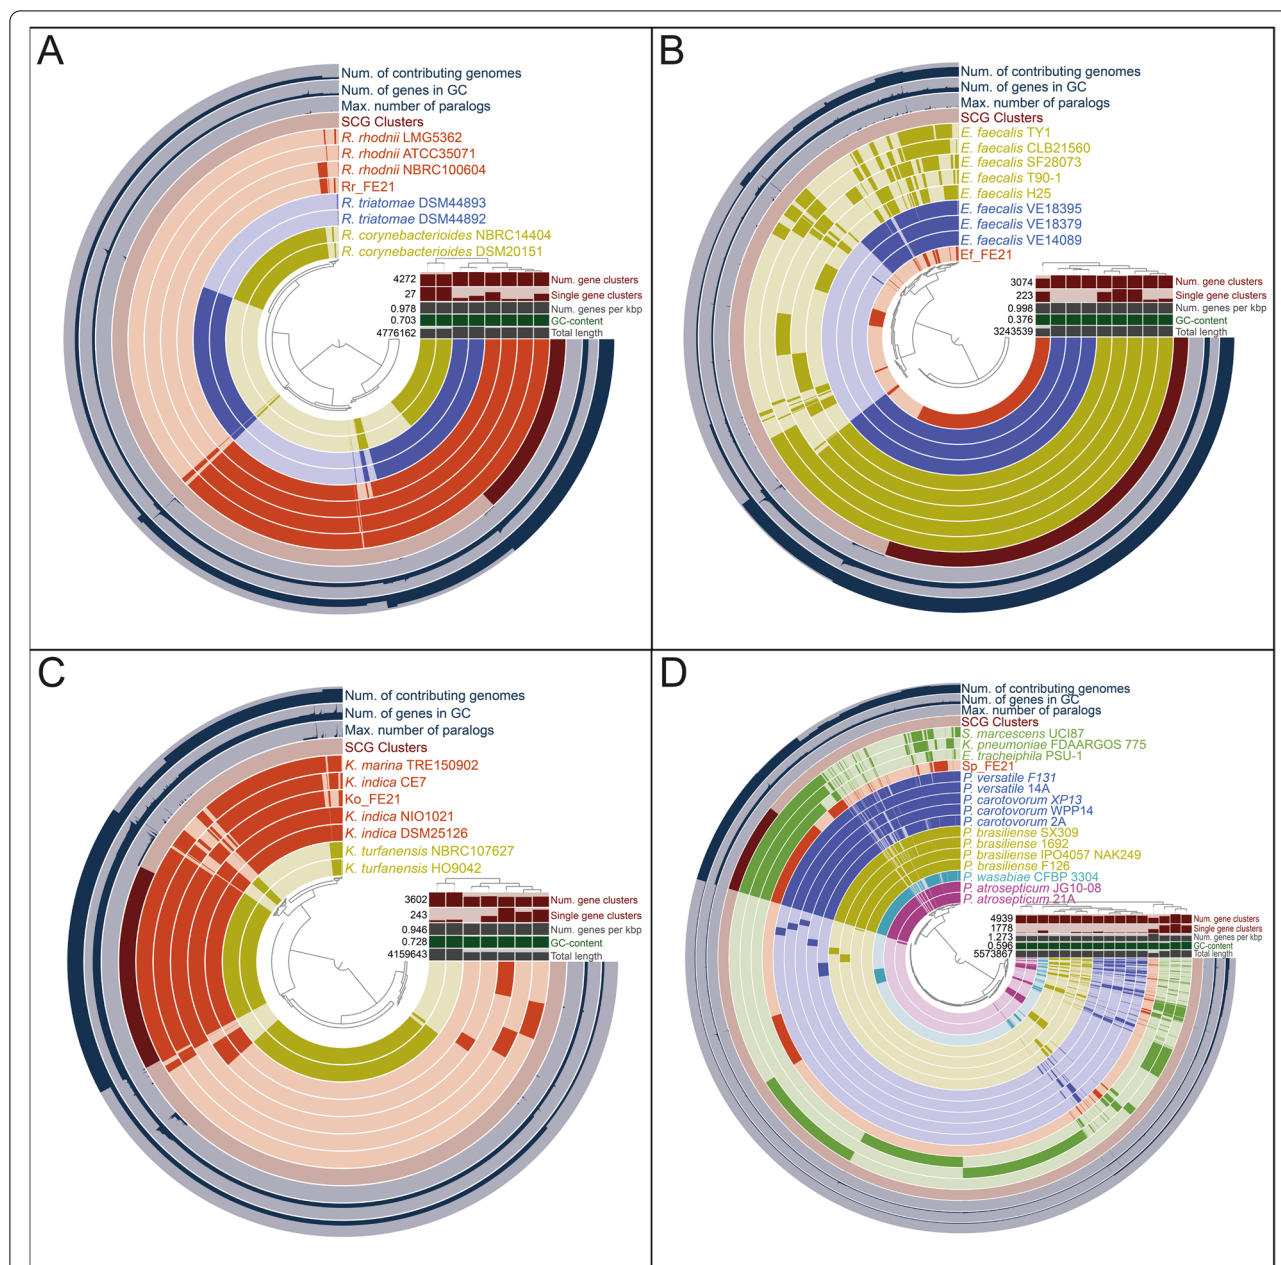 A
Num. of contributing genomes
Num. of genes in GC
Max. number of paralogs
SCG Clusters
R. rhodnii LMG5362
R. rhodnii ATCC35071
R. rhodnii NBRC100604
Rr_FE21
R. triatomae DSM44893
R. triatomae DSM44892
R. corynebacterioides NBRC14404
R. corynebacterioides DSM20151
4272 Num. gene clusters
27 Single gene clusters
0.978 Num. genes per kbp
0.703 GC-content
4776162 Total length
B
Num. of contributing genomes
Num. of genes in GC
Max. number of paralogs
SCG Clusters
E. faecalis TY1
E. faecalis CLB21560
E. faecalis SF28073
E. faecalis T90-1
E. faecalis H25
E. faecalis VE18395
E. faecalis VE18379
E. faecalis VE14089
Ef_FE21
3074 Num. gene clusters
223 Single gene clusters
0.998 Num. genes per kbp
0.376 GC-content
3243539 Total length
C
Num. of contributing genomes
Num. of genes in GC
Max. number of paralogs
SCG Clusters
K. marina TRE150902
K. indica CE7
Ko_FE21
K. indica NIO1021
K. indica DSM25126
K. turfanensis NBRC107627
K. turfanensis HO9042
3602 Num. gene clusters
243 Single gene clusters
0.946 Num. genes per kbp
0.728 GC-content
4159643 Total length
D
Num. of contributing genomes
Num. of genes in GC
Max. number of paralogs
SCG Clusters
S. marcescens UCI87
K. pneumoniae FDAARGOS 775
E. tracheiphila PSU-1
Sp_FE21
P. versatile F131
P. versatile 14A
P. carotovorum XP13
P. carotovorum WPP14
P. carotovorum 2A
P. brasiliense SX309
P. brasiliense 1692
P. brasiliense IPO4057 NAK249
P. brasiliense F126
P. wasabiae CFBP 3304
P. atrosepticum JG10-08
P. atrosepticum 21A
4939 Num. gene clusters
1778 Single gene clusters
1.273 Num. genes per kbp
0.596 GC-content
5573867 Total length